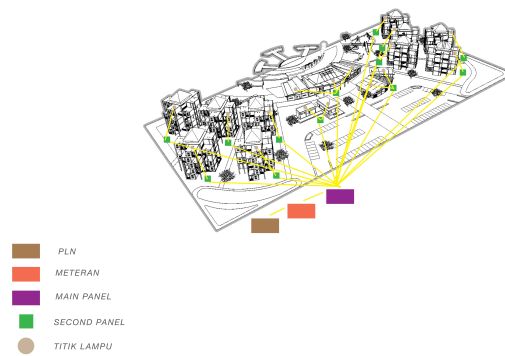 PLN
METERAN
MAIN PANEL
SECOND PANEL
TITIK LAMPU